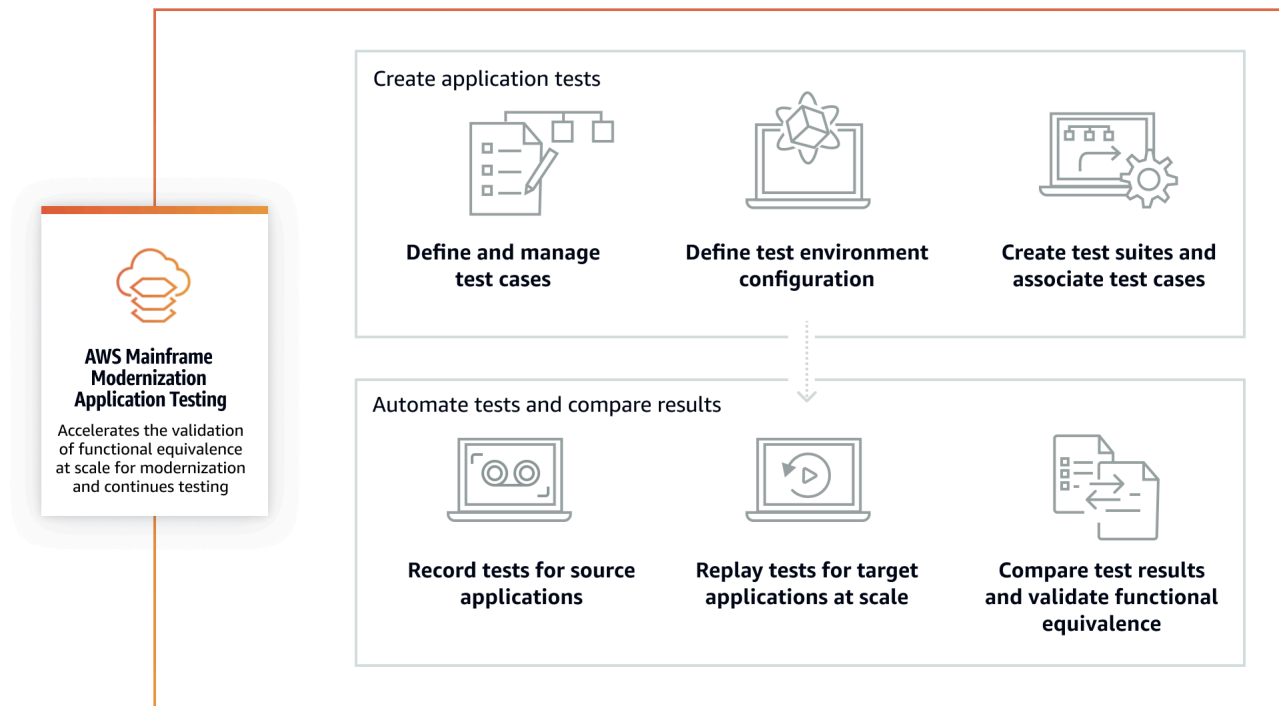 AWS Mainframe
Modernization
Application Testing
Accelerates the validation
of functional equivalence
at scale for modernization
and continues testing
Create application tests
Define and manage
test cases
Define test environment
configuration
Create test suites and
associate test cases
Automate tests and compare results
Record tests for source
applications
Replay tests for target
applications at scale
Compare test results
and validate functional
equivalence